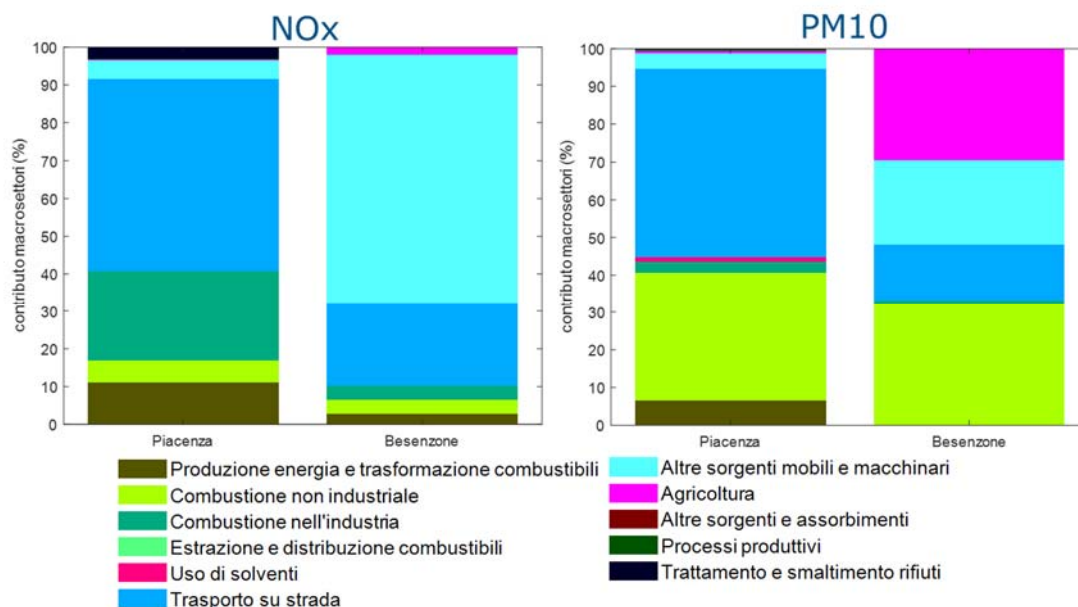 NOx
PM10
contributo macrosettori (%)
100
90
80
70
60
50
40
30
20
10
0
Piacenza
Besenzone
contributo macrosettori (%)
100
90
80
70
60
50
40
30
20
10
0
Piacenza
Besenzone
Produzione energia e trasformazione combustibili
Combustione non industriale
Combustione nell'industria
Estrazione e distribuzione combustibili
Uso di solventi
Trasporto su strada
Altre sorgenti mobili e macchinari
Agricoltura
Altre sorgenti e assorbimenti
Processi produttivi
Trattamento e smaltimento rifiuti